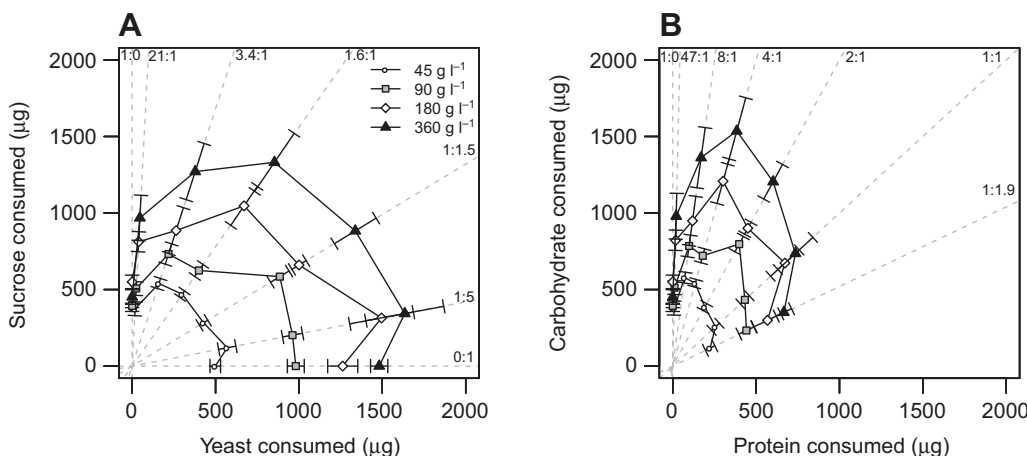 A
B
1:0
21:1
3.4:1
1.6:1
1:1.5
1:5
0:1
45 g l⁻¹
90 g l⁻¹
180 g l⁻¹
360 g l⁻¹
2000
1500
1000
500
0
Sucrose consumed (µg)
0 500 1000 1500 2000
Yeast consumed (µg)
1:0
47:1
8:1
4:1
2:1
1:1
1:1.9
2000
1500
1000
500
0
Carbohydrate consumed (µg)
0 500 1000 1500 2000
Protein consumed (µg)